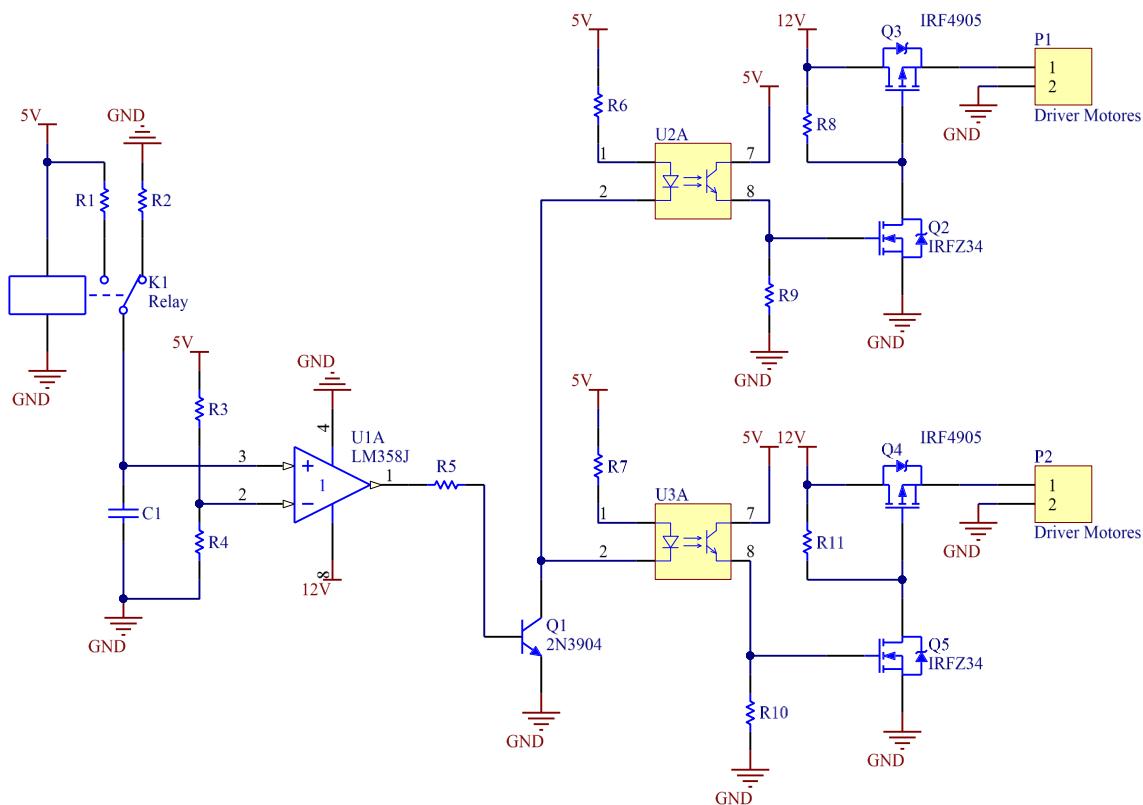 5V
12V
IRF4905
Q3
P1
1
2
Driver Motores
GND
5V
R6
R8
U2A
1
2
7
8
Q2
IRFZ34
R9
GND
GND
5V
GND
R1
R2
K1
Relay
GND
5V
R3
GND
4
U1A
LM358J
3
2
1
1
R5
C1
R4
8
12V
GND
5V
R7
5V
12V
IRF4905
Q4
P2
1
2
Driver Motores
GND
R11
U3A
1
2
7
8
Q1
2N3904
Q5
IRFZ34
R10
GND
GND
GND